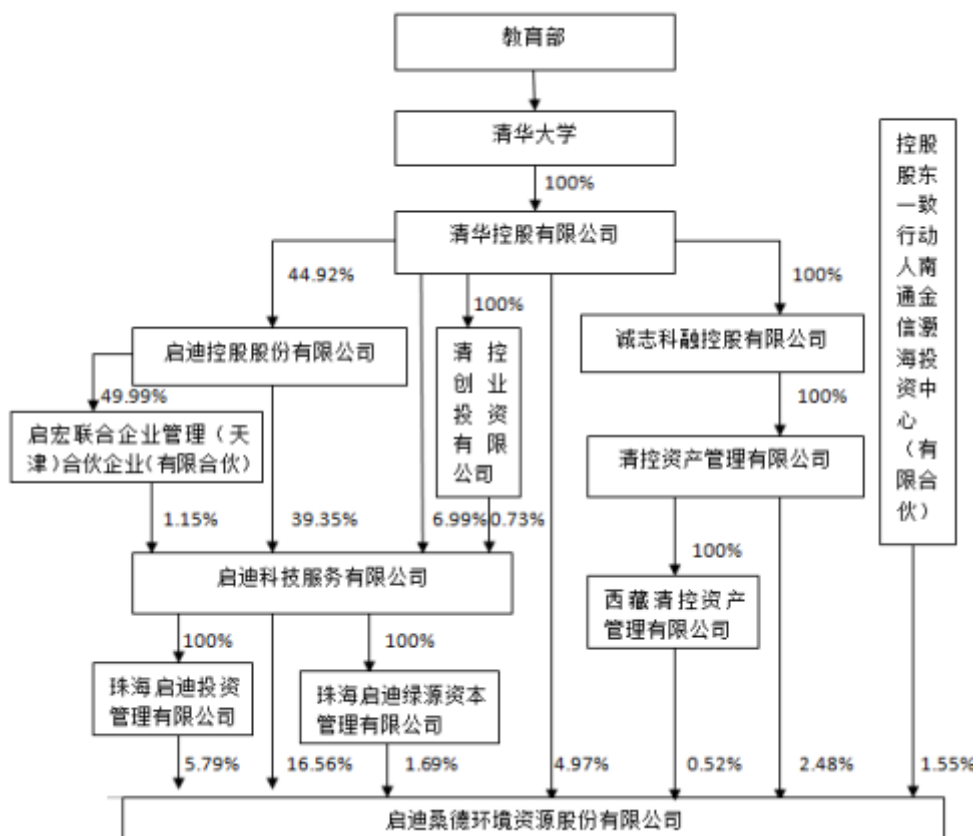 教育部
清华大学
100%
清华控股有限公司
44.92%
100%
100%
启迪控股股份有限公司
清 控
创 业
投 资
有 限
公司
诚志科融控股有限公司
控股
股东
一致
行动
人南
通金
信灏
海投
资中
心
（有
限合
伙）
49.99%
启宏联合企业管理（天
津）合伙企业（有限合伙）
100%
清控资产管理有限公司
1.15%
39.35%
6.99%
0.73%
启迪科技服务有限公司
100%
西藏清控资产
管理有限公司
100%
100%
珠海启迪投资
管理有限公司
珠海启迪绿源资本
管理有限公司
5.79%
16.56%
1.69%
4.97%
0.52%
2.48%
1.55%
启迪桑德环境资源股份有限公司